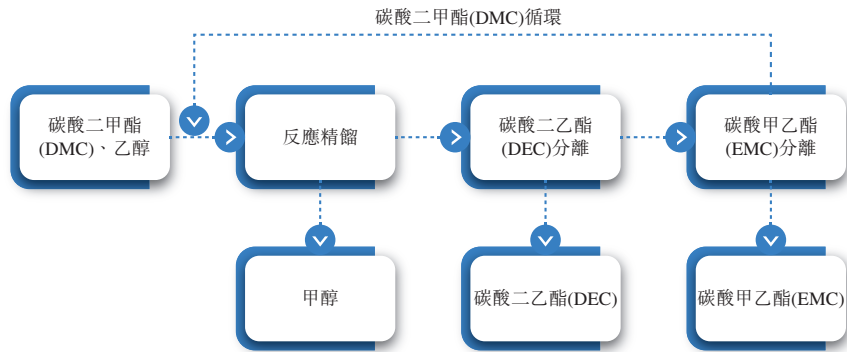 碳酸二甲酯(DMC)循環
碳酸二甲酯
(DMC)、乙醇
反應精餾
碳酸二乙酯
(DEC)分離
碳酸甲乙酯
(EMC)分離
甲醇
碳酸二乙酯(DEC)
碳酸甲乙酯(EMC)